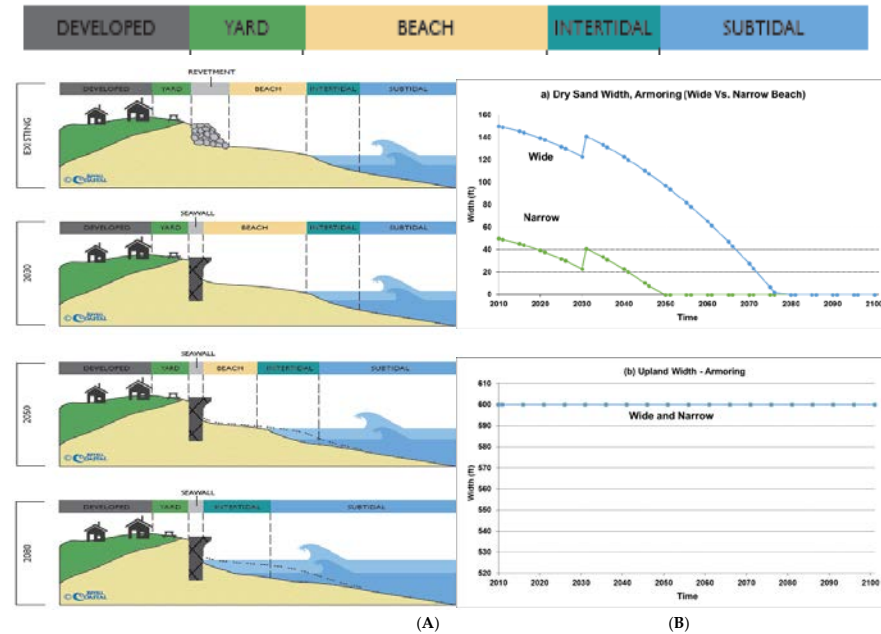 DEVELOPED YARD BEACH INTERTIDAL SUBTIDAL
REVETMENT
DEVELOPED YARD BEACH INTERTIDAL SUBTIDAL
EXISTING
SEAWALL
DEVELOPED YARD BEACH INTERTIDAL SUBTIDAL
2030
SEAWALL
DEVELOPED YARD BEACH INTERTIDAL SUBTIDAL
2050
SEAWALL
DEVELOPED YARD INTERTIDAL SUBTIDAL
2080
(A)
a) Dry Sand Width, Armoring (Wide Vs. Narrow Beach)
160
140
120
100
80
60
40
20
0
Width (ft)
Wide
Narrow
2010 2020 2030 2040 2050 2060 2070 2080 2090 2100
Time
(b) Upland Width - Armoring
610
600
590
580
570
560
550
540
530
520
Width (ft)
Wide and Narrow
2010 2020 2030 2040 2050 2060 2070 2080 2090 2100
Time
(B)